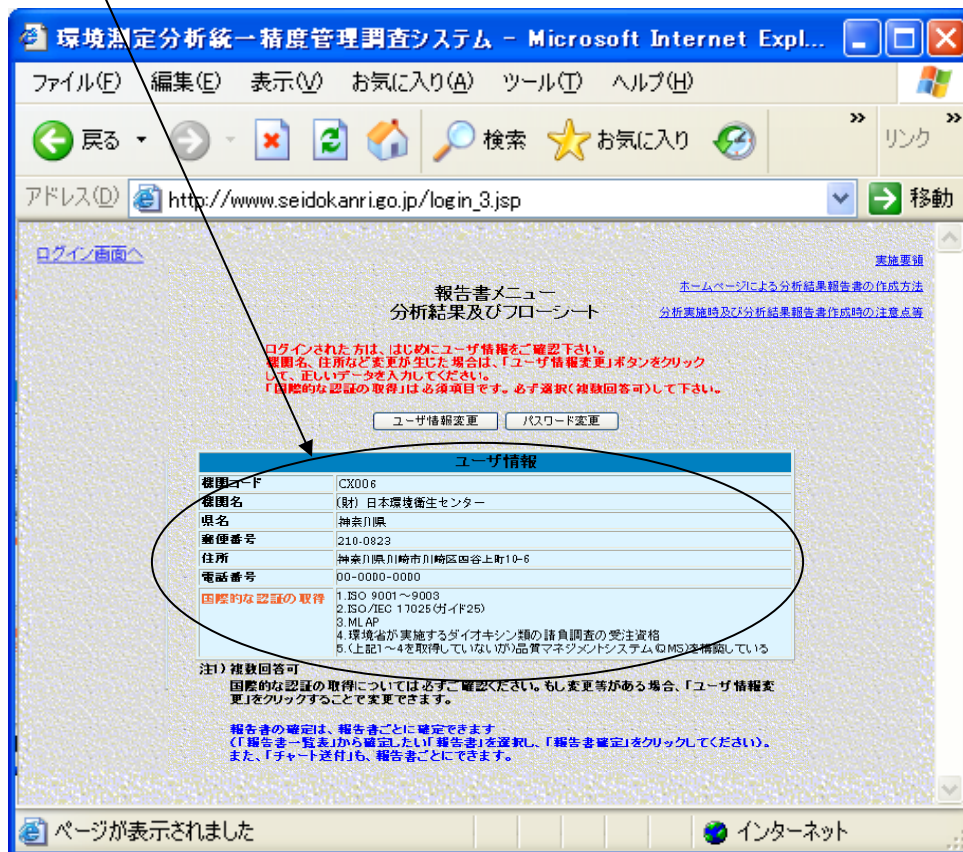 環境測定分析統一精度管理調査システム - Microsoft Internet Expl...
ファイル(F) 編集(E) 表示(V) お気に入り(A) ツール(T) ヘルプ(H)
戻る 検索 お気に入り » リンク »
アドレス(D) http://www.seidokanri.go.jp/login_3.jsp 移動
ログイン画面へ
実施要領
ホームページによる分析結果報告書の作成方法
分析実施時及び分析結果報告書作成時の注意点等
報告書メニュー
分析結果及びフローシート
ログインされた方は、はじめにユーザ情報をご確認下さい。
機関名、住所など変更が生じた場合は、「ユーザ情報変更」ボタンをクリック
して、正しいデータを入力してください。
「国際的な認証の取得」は必須項目です。必ず選択(複数回答可)して下さい。
ユーザ情報変更 パスワード変更
ユーザ情報
機関コード CX006
機関名 (財) 日本環境衛生センター
県名 神奈川県
郵便番号 210-0823
住所 神奈川県川崎市川崎区四谷上町10-6
電話番号 00-0000-0000
国際的な認証の取得 1.ISO 9001～9003
2.ISO/IEC 17025(ガイド25)
3.MLAP
4.環境省が実施するダイオキシン類の請負調査の受注資格
5.(上記1～4を取得していないが)品質マネジメントシステム(QMS)を構築している
注1) 複数回答可
国際的な認証の取得については必ずご確認ください。もし変更等がある場合、「ユーザ情報変
更」をクリックすることで変更できます。
報告書の確定は、報告書ごとに確定できます
(「報告書一覧表」から確定したい「報告書」を選択し、「報告書確定」をクリックしてください)。
また、「チャート送付」も、報告書ごとにできます。
ページが表示されました インターネット